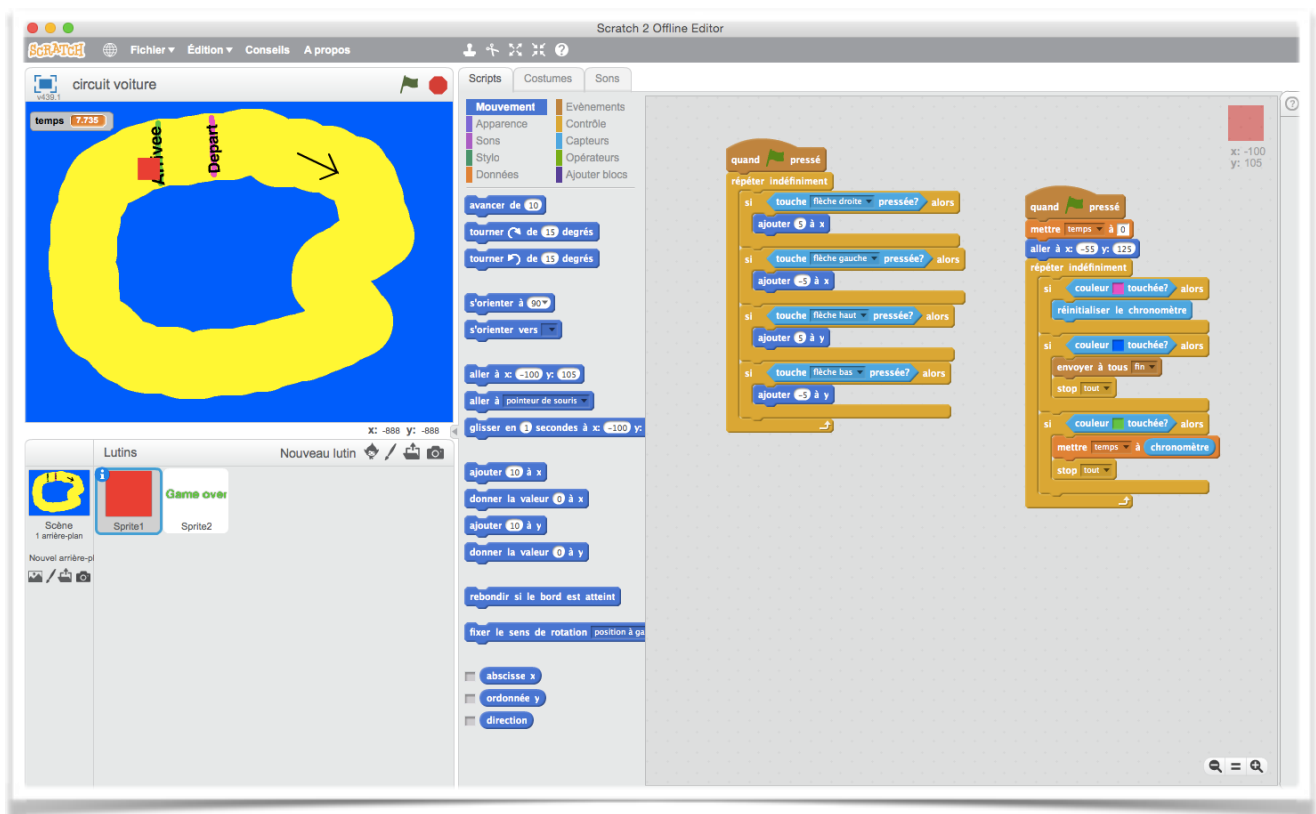 Scratch 2 Offline Editor
SCRATCH Fichier Édition Conseils A propos
circuit voiture
v439.1
temps 7.735
Arrivee
Depart
X: -888 Y: -888
Lutins
Nouveau lutin
Scène
1 arrière-plan
Nouvel arrière-pl
Sprite1
Game over
Sprite2
Scripts Costumes Sons
Mouvement
Apparence
Sons
Stylo
Données
Evènements
Contrôle
Capteurs
Opérateurs
Ajouter blocs
avancer de 10
tourner de 15 degrés
tourner de 15 degrés
s'orienter à 90
s'orienter vers
aller à x: -100 y: 105
aller à pointeur de souris
glisser en 1 secondes à x: -100 y:
ajouter 10 à x
donner la valeur 0 à x
ajouter 10 à y
donner la valeur 0 à y
rebondir si le bord est atteint
fixer le sens de rotation position à ga
abscisse x
ordonnée y
direction
quand pressé
répéter indéfiniment
si touche flèche droite pressée? alors
ajouter 5 à x
si touche flèche gauche pressée? alors
ajouter -5 à x
si touche flèche haut pressée? alors
ajouter 5 à y
si touche flèche bas pressée? alors
ajouter -5 à y
quand pressé
mettre temps à 0
aller à x: -55 y: 125
répéter indéfiniment
si couleur touchée? alors
réinitialiser le chronomètre
si couleur touchée? alors
envoyer à tous fin
stop tout
si couleur touchée? alors
mettre temps à chronomètre
stop tout
x: -100
y: 105